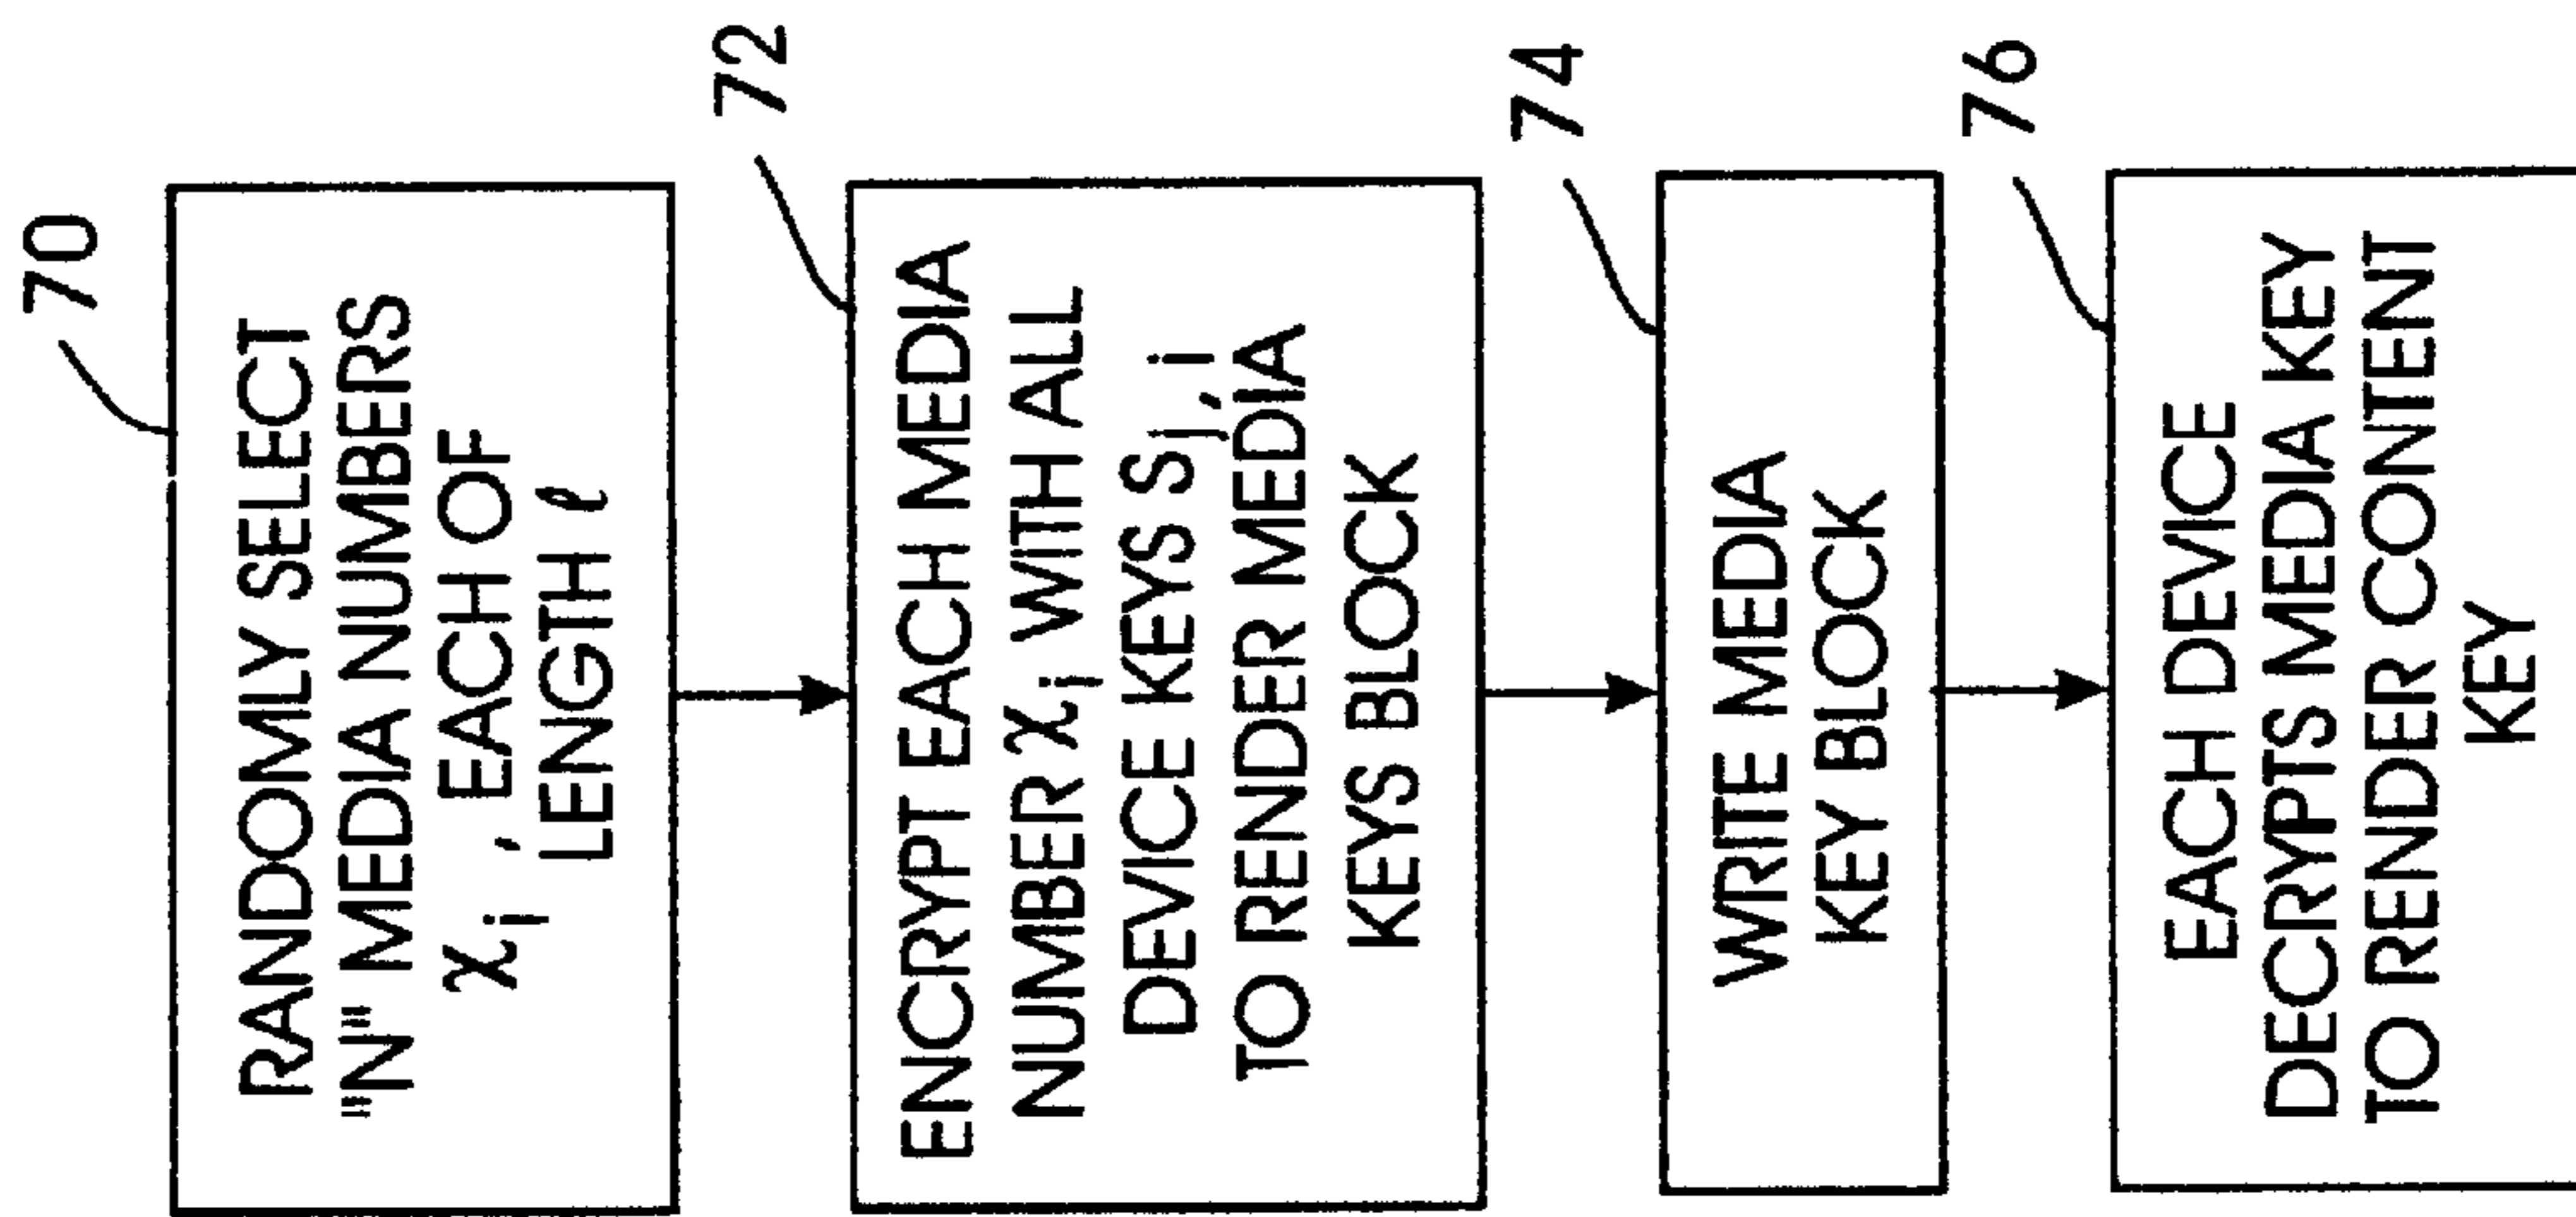 70
RANDOMLY SELECT
"N" MEDIA NUMBERS
χi, EACH OF
LENGTH ℓ
72
ENCRYPT EACH MEDIA
NUMBER χi WITH ALL
DEVICE KEYS Sj,i
TO RENDER MEDIA
KEYS BLOCK
74
WRITE MEDIA
KEY BLOCK
76
EACH DEVICE
DECRYPTS MEDIA KEY
TO RENDER CONTENT
KEY